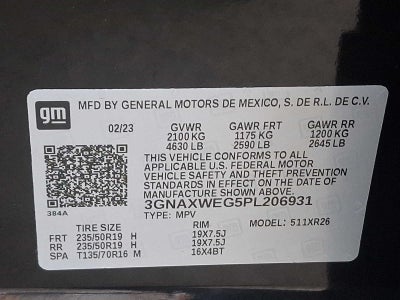 gm
MFD BY GENERAL MOTORS DE MEXICO, S. DE R.L. DE C.V.
02/23 GVWR GAWR FRT GAWR RR
2100 KG 1175 KG 1200 KG
4630 LB 2590 LB 2645 LB
THIS VEHICLE CONFORMS TO ALL
APPLICABLE U.S. FEDERAL MOTOR
VEHICLE SAFETY AND THEFT PREVENTION
STANDARDS IN EFFECT ON THE DATE OF
MANUFACTURE SHOWN ABOVE.
3GNAXWEG5PL206931
384A TYPE: MPV MODEL: 511XR26
TIRE SIZE RIM
FRT 235/50R19 H 19X7.5J
RR 235/50R19 H 19X7.5J
SPA T135/70R16 M 16X4BT